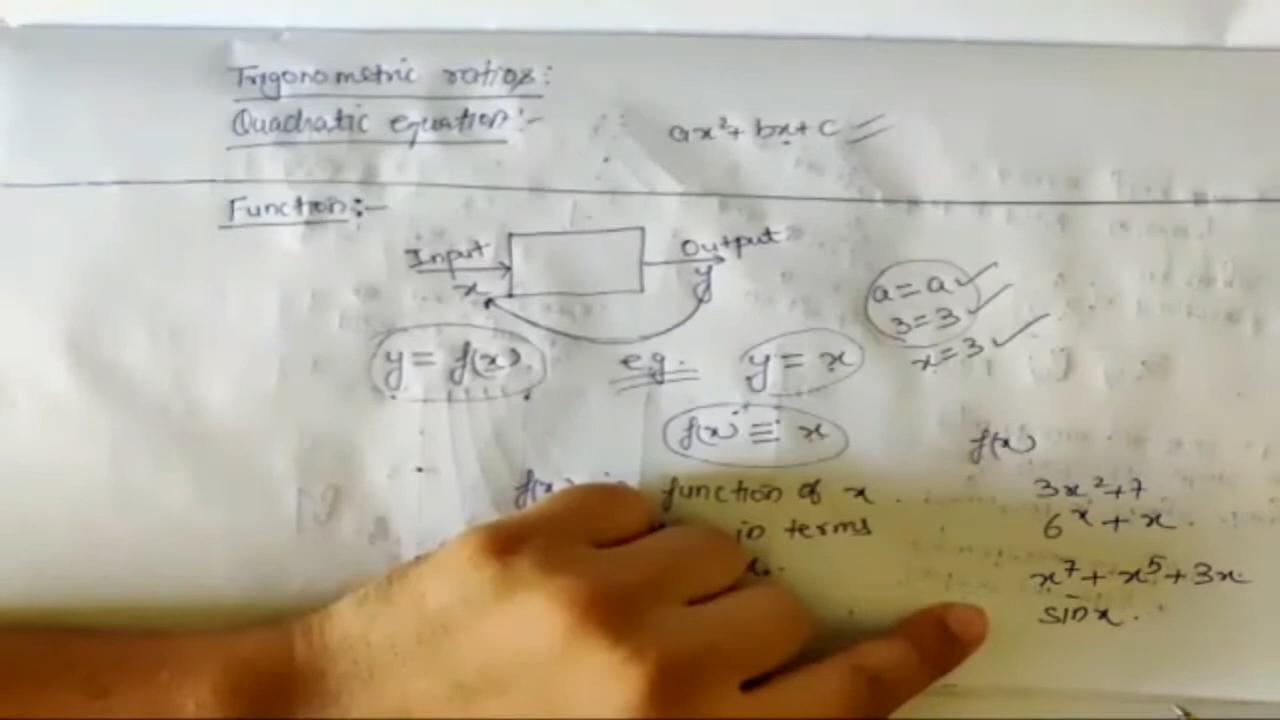 Trigonometric ratios:
Quadratic equation:-
ax²+bx+c=
Function:-
Input
Output
x
y
a=a ✓
3=3 ✓
x=3 ✓
y=f(x)
eg.
y=x
f(x)≡x
f(x)
f(x) function of x.
in terms
x.
3x²+7
6ˣ+x.
x⁷+x⁵+3x.
sinx.